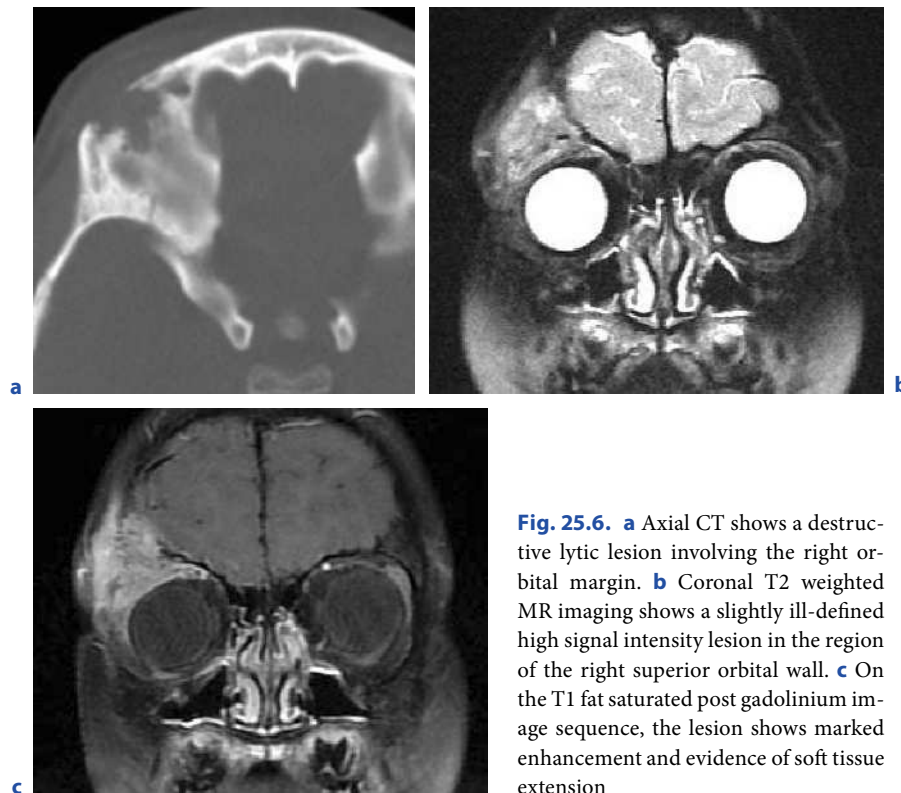 a
b
c
Fig. 25.6. a Axial CT shows a destruc-
tive lytic lesion involving the right or-
bital margin. b Coronal T2 weighted
MR imaging shows a slightly ill-defined
high signal intensity lesion in the region
of the right superior orbital wall. c On
the T1 fat saturated post gadolinium im-
age sequence, the lesion shows marked
enhancement and evidence of soft tissue
extension